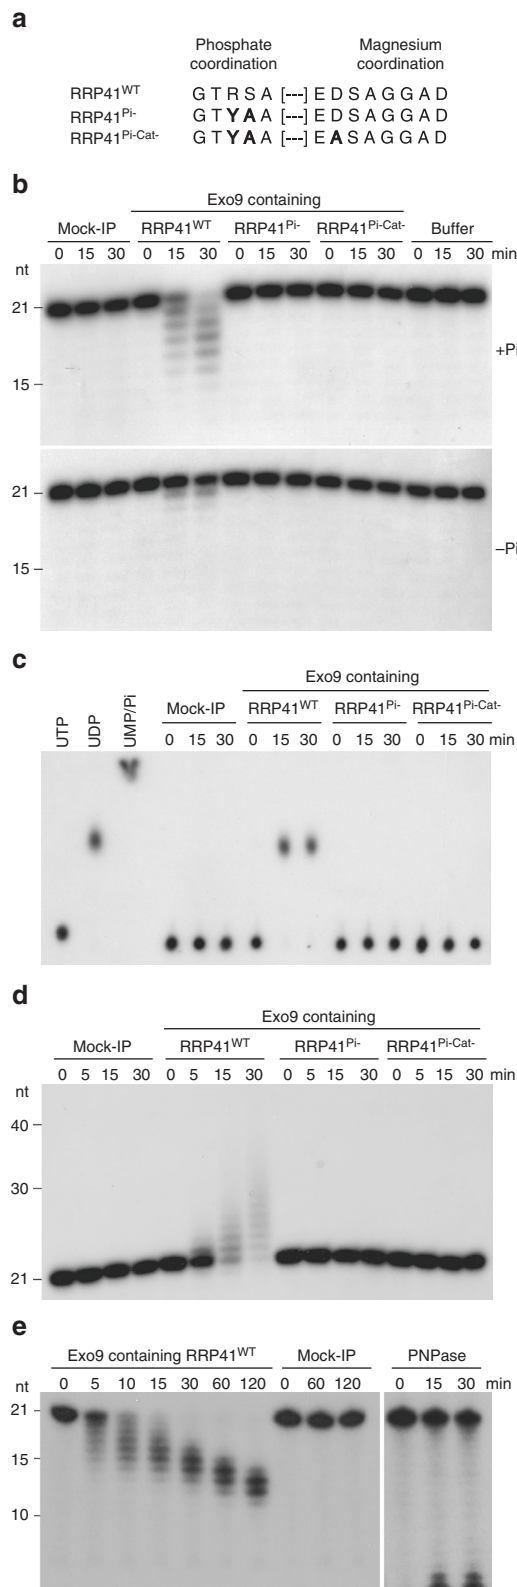 a
Phosphate coordination
Magnesium coordination
RRP41WT G T R S A [---] E D S A G G A D
RRP41Pi- G T Y A A [---] E D S A G G A D
RRP41Pi-Cat- G T Y A A [---] E A S A G G A D
b
Exo9 containing
Mock-IP RRP41WT RRP41Pi- RRP41Pi-Cat- Buffer
nt 0 15 30 0 15 30 0 15 30 0 15 30 0 15 30 min
21
+Pi
15
21
–Pi
15
c
Exo9 containing
UTP UDP UMP/Pi Mock-IP RRP41WT RRP41Pi- RRP41Pi-Cat-
0 15 30 0 15 30 0 15 30 0 15 30 min
d
Exo9 containing
Mock-IP RRP41WT RRP41Pi- RRP41Pi-Cat-
nt 0 5 15 30 0 5 15 30 0 5 15 30 0 5 15 30 min
40
30
21
e
Exo9 containing RRP41WT Mock-IP PNPase
nt 0 5 10 15 30 60 120 0 60 120 0 15 30 min
21
15
10